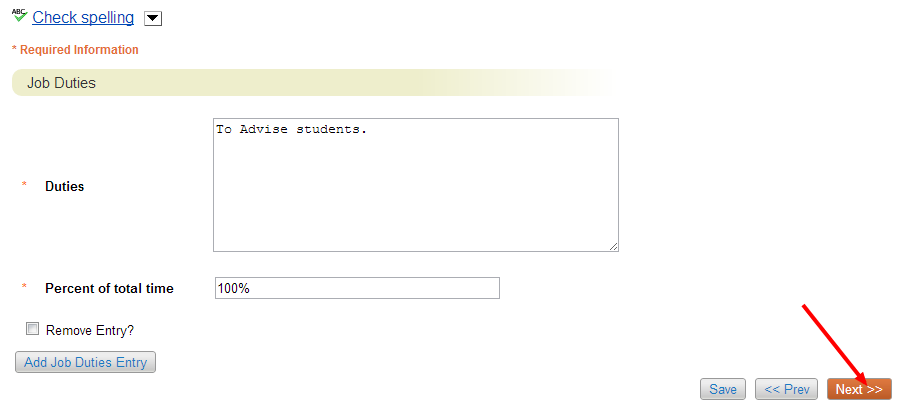 ABC Check spelling
* Required Information
Job Duties
To Advise students.
* Duties
* Percent of total time 100%
Remove Entry?
Add Job Duties Entry
Save << Prev Next >>